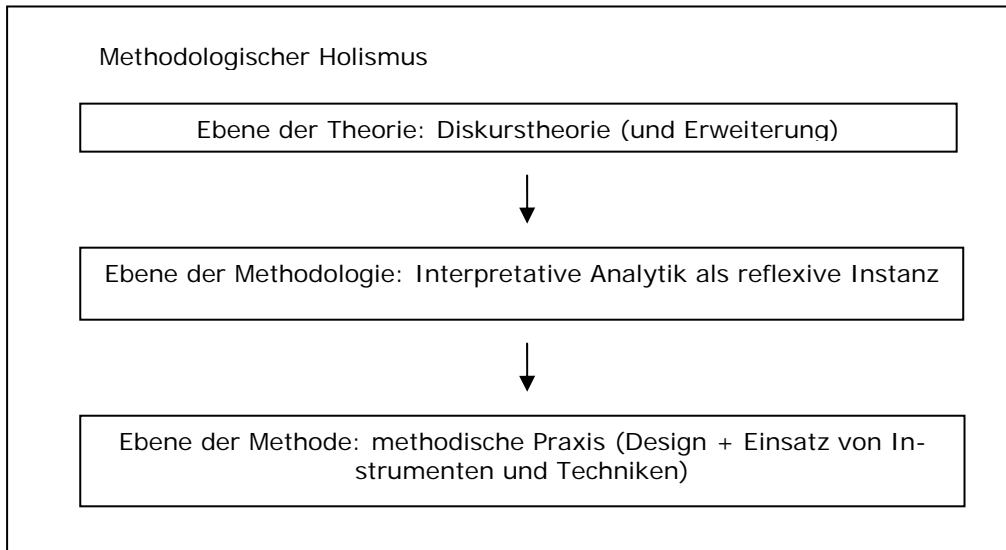 Methodologischer Holismus
Ebene der Theorie: Diskurstheorie (und Erweiterung)
Ebene der Methodologie: Interpretative Analytik als reflexive Instanz
Ebene der Methode: methodische Praxis (Design + Einsatz von In-
strumenten und Techniken)